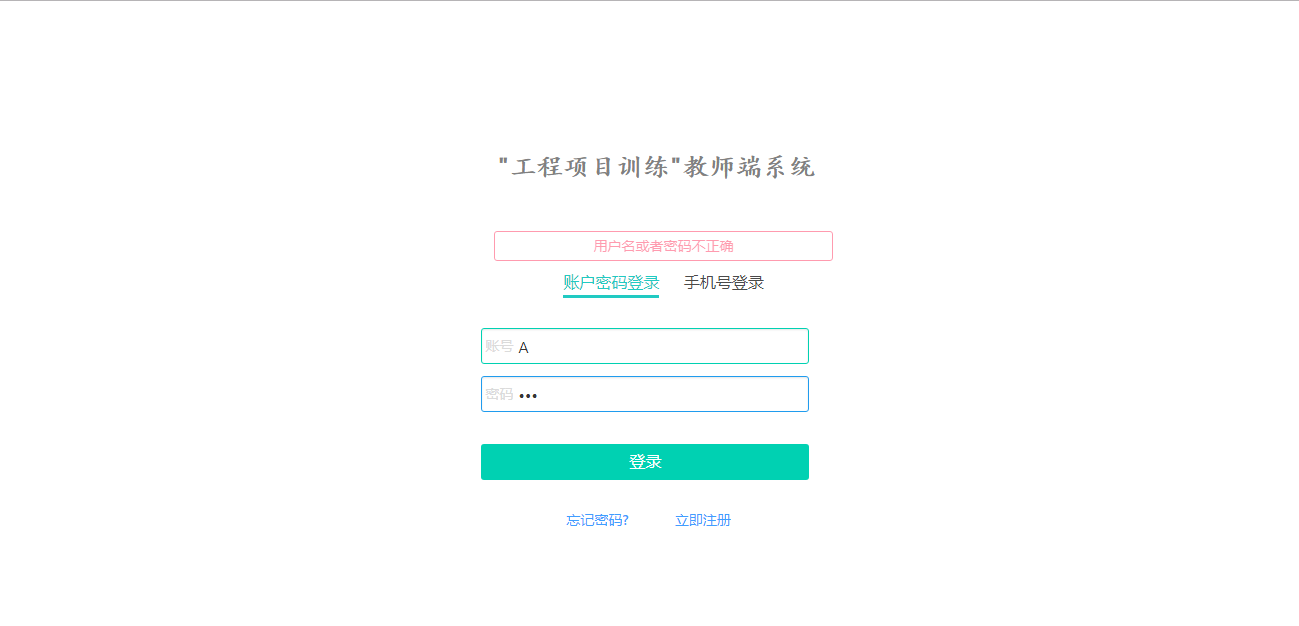 "工程项目训练"教师端系统
用户名或者密码不正确
账户密码登录 手机号登录
账号 A
密码 •••
登录
忘记密码? 立即注册